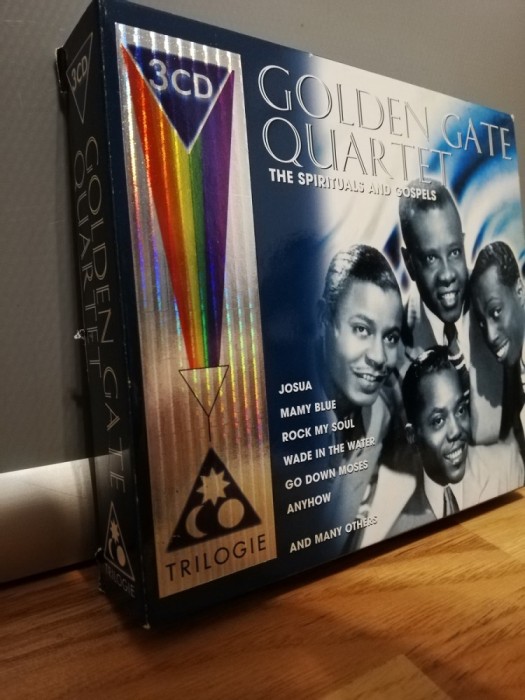 3CD
GOLDEN GATE
QUARTET
TRILOGIE
3CD
GOLDEN GATE
QUARTET
THE SPIRITUALS AND GOSPELS
JOSUA
MAMY BLUE
ROCK MY SOUL
WADE IN THE WATER
GO DOWN MOSES
ANYHOW
AND MANY OTHERS
TRILOGIE